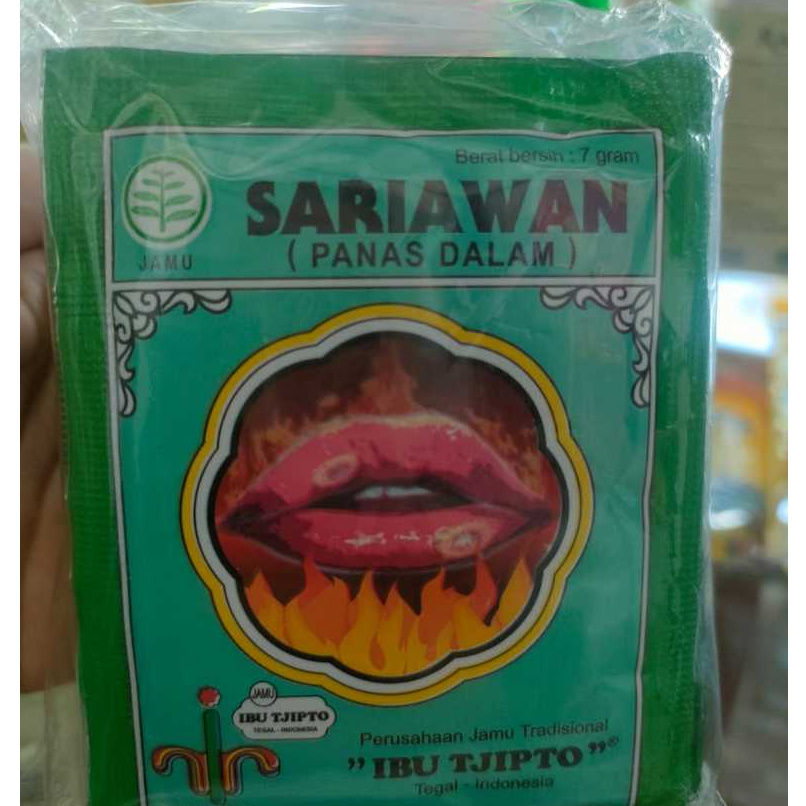 Berat bersih : 7 gram
SARIAWAN
( PANAS DALAM )
JAMU
JAMU
IBU TJIPTO
TEGAL - INDONESIA
Perusahaan Jamu Tradisional
” IBU TJIPTO ”®
Tegal - Indonesia